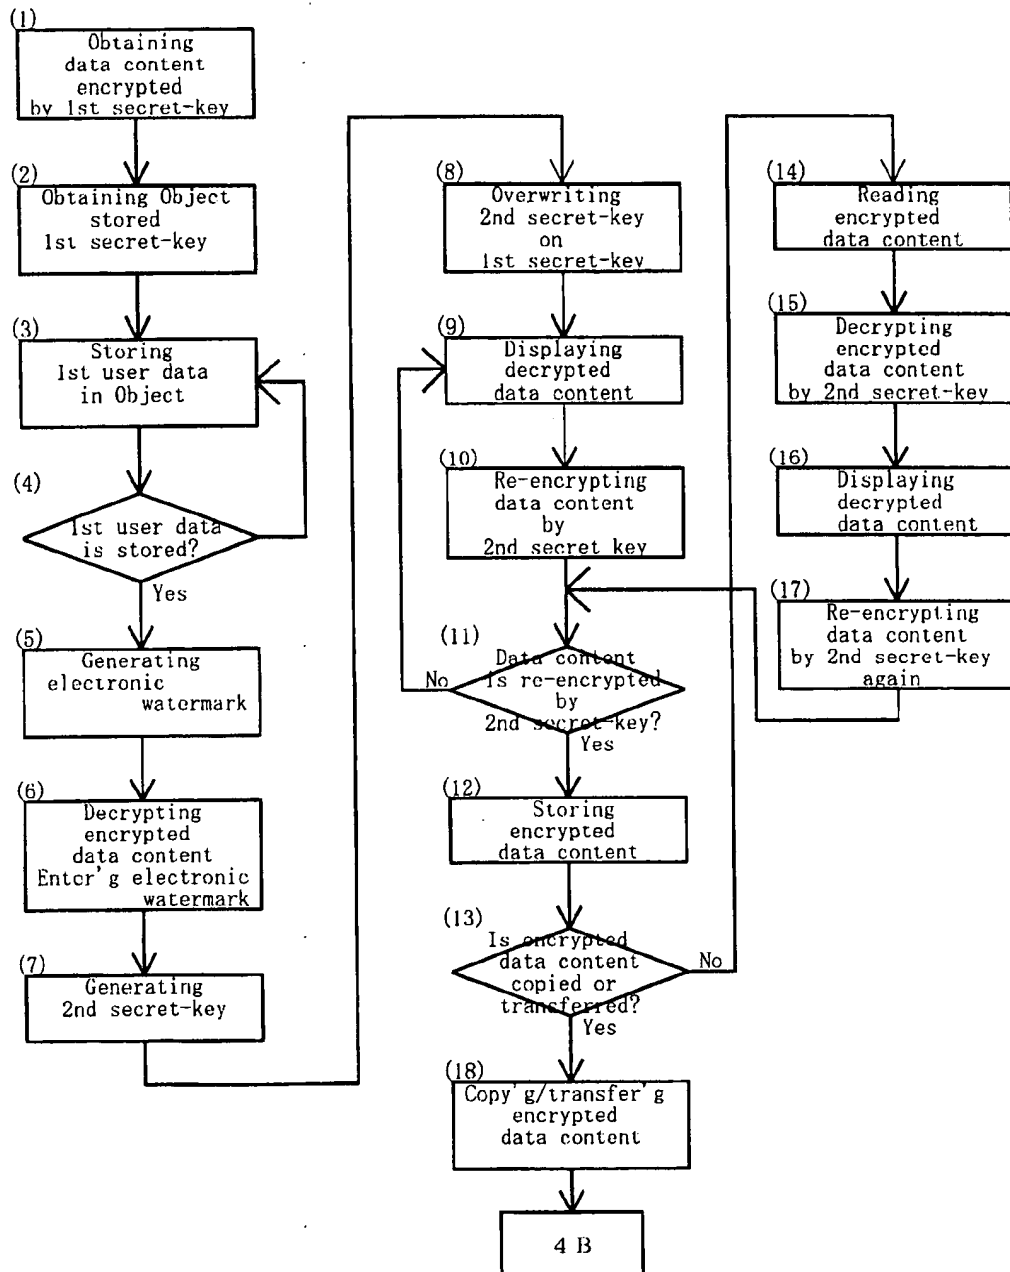 (1)
Obtaining
data content
encrypted
by 1st secret-key
(2)
Obtaining Object
stored
1st secret-key
(3)
Storing
1st user data
in Object
(4)
1st user data
is stored?
Yes
(5)
Generating
electronic
watermark
(6)
Decrypting
encrypted
data content
Enter'g electronic
watermark
(7)
Generating
2nd secret-key
(8)
Overwriting
2nd secret-key
on
1st secret-key
(9)
Displaying
decrypted
data content
(10)
Re-encrypting
data content
by
2nd secret key
(11)
Data content
is re-encrypted
by
2nd secret-key?
No
Yes
(12)
Storing
encrypted
data content
(13)
Is encrypted
data content
copied or
transferred?
No
Yes
(14)
Reading
encrypted
data content
(15)
Decrypting
encrypted
data content
by 2nd secret-key
(16)
Displaying
decrypted
data content
(17)
Re-encrypting
data content
by 2nd secret-key
again
(18)
Copy'g/transfer'g
encrypted
data content
4 B